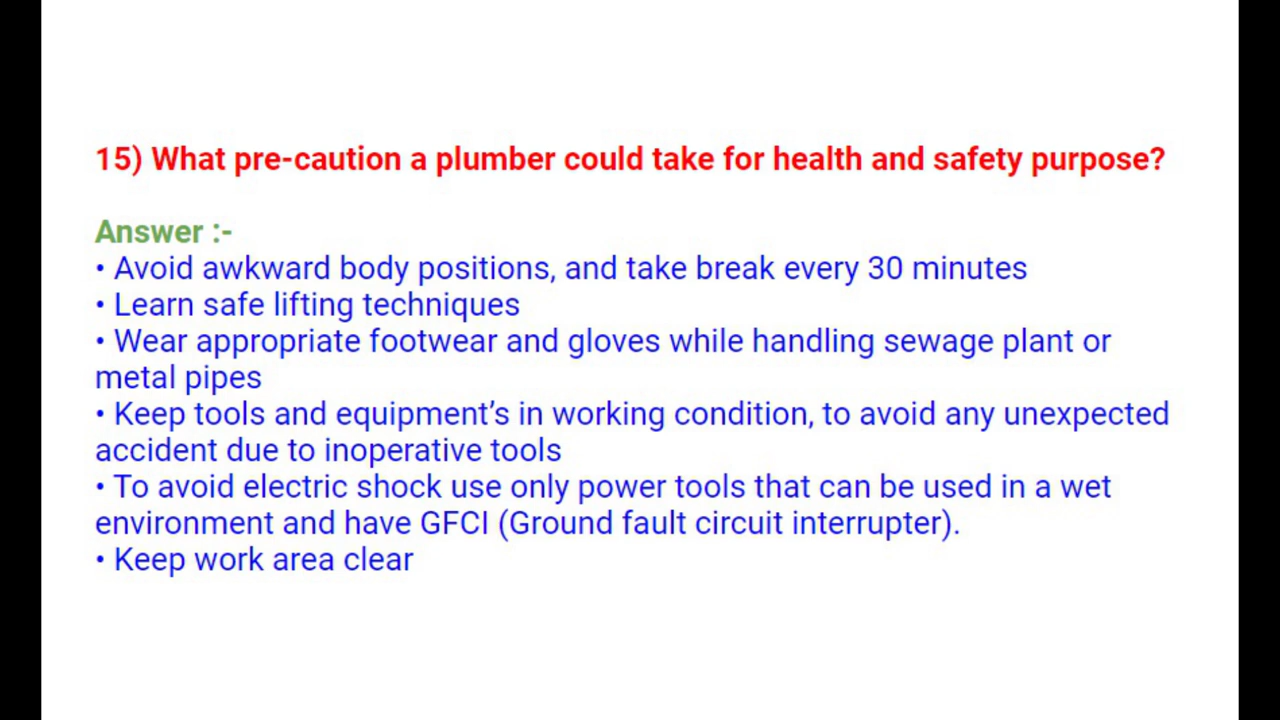 15) What pre-caution a plumber could take for health and safety purpose?
Answer :-
• Avoid awkward body positions, and take break every 30 minutes
• Learn safe lifting techniques
• Wear appropriate footwear and gloves while handling sewage plant or
metal pipes
• Keep tools and equipment’s in working condition, to avoid any unexpected
accident due to inoperative tools
• To avoid electric shock use only power tools that can be used in a wet
environment and have GFCI (Ground fault circuit interrupter).
• Keep work area clear